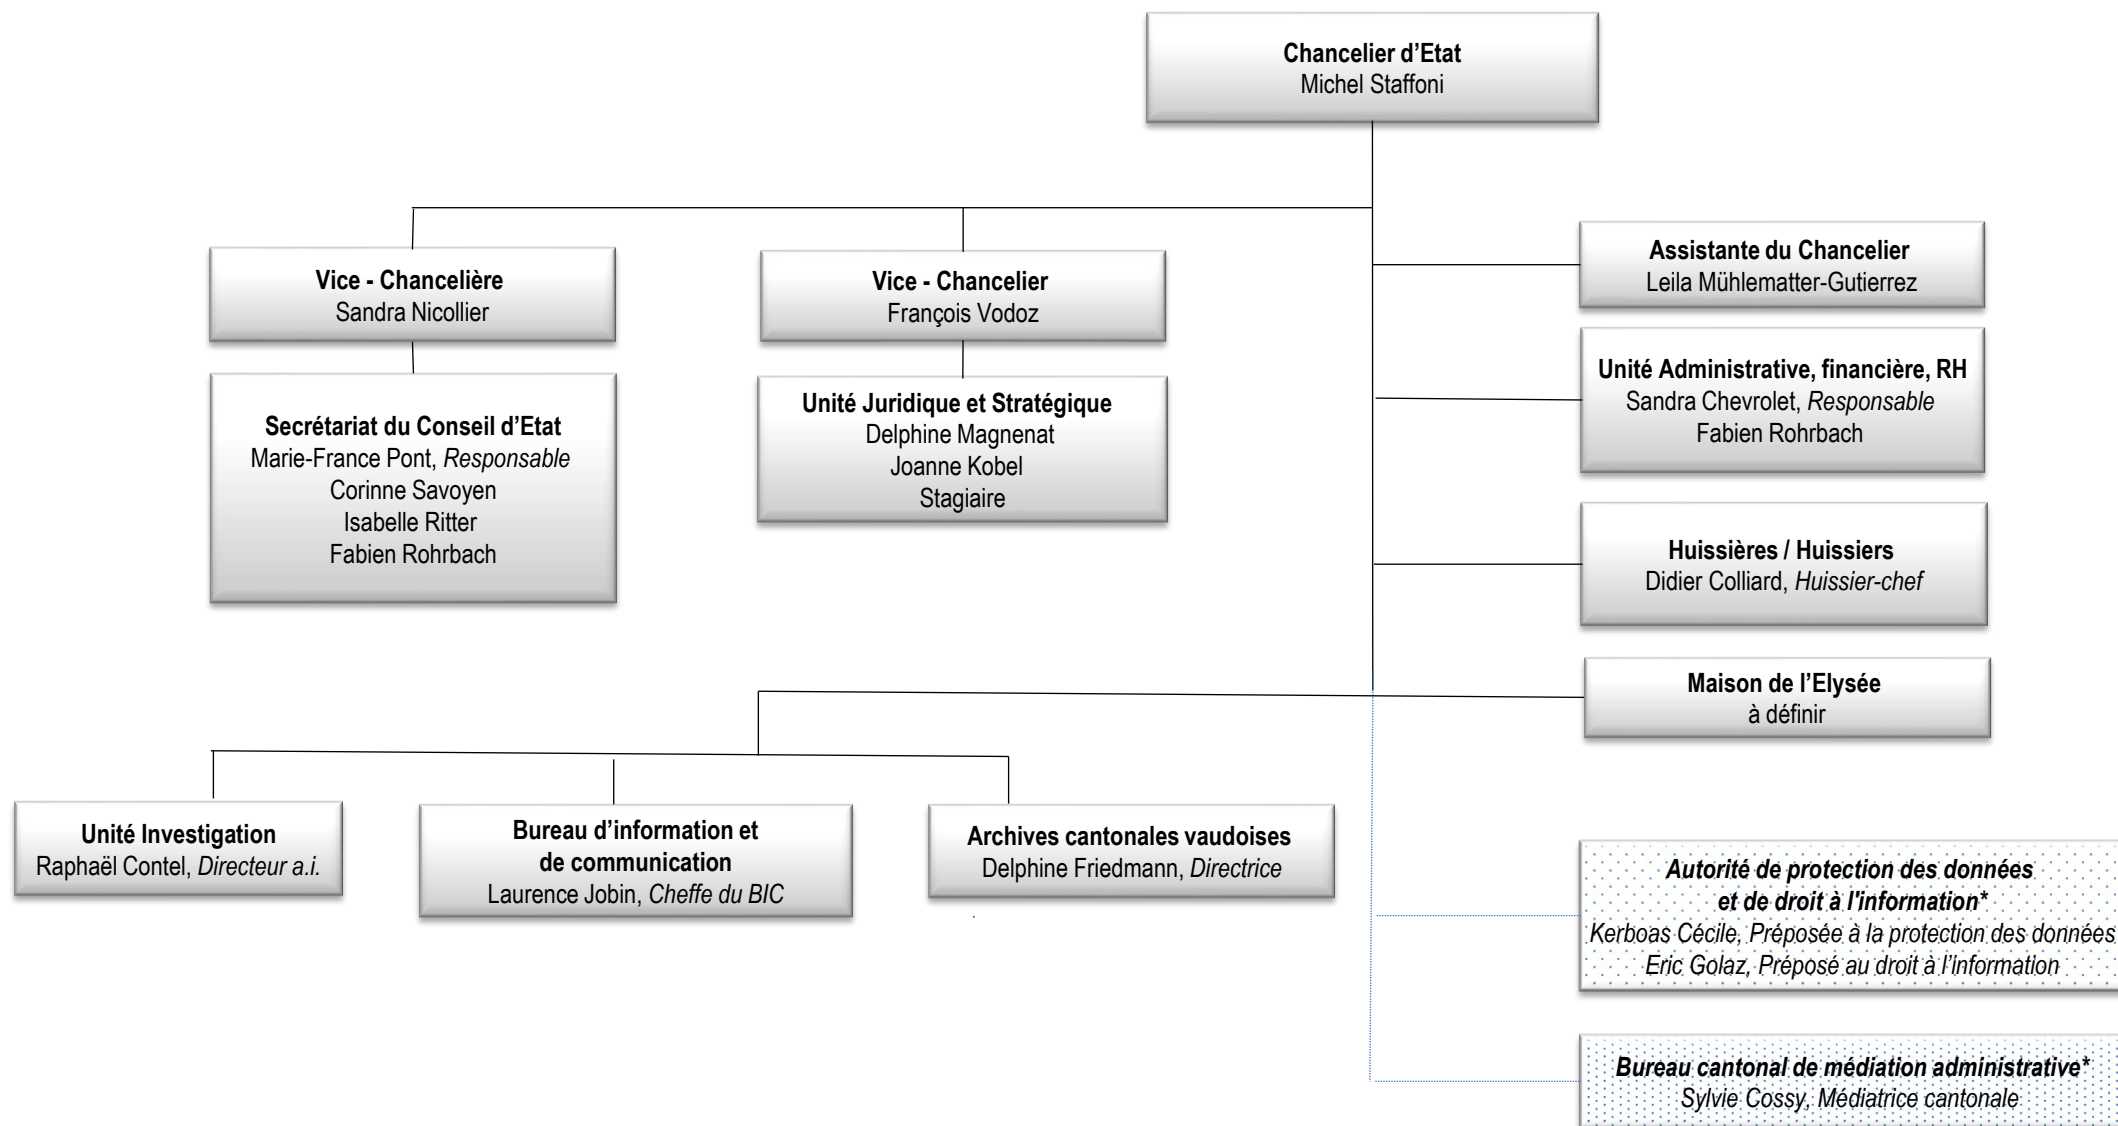 Chancelier d’Etat
Michel Staffoni
Vice - Chancelière
Sandra Nicollier
Vice - Chancelier
François Vodoz
Assistante du Chancelier
Leila Mühlematter-Gutierrez
Secrétariat du Conseil d’Etat
Marie-France Pont, Responsable
Corinne Savoyen
Isabelle Ritter
Fabien Rohrbach
Unité Juridique et Stratégique
Delphine Magnenat
Joanne Kobel
Stagiaire
Unité Administrative, financière, RH
Sandra Chevrolet, Responsable
Fabien Rohrbach
Huissières / Huissiers
Didier Colliard, Huissier-chef
Maison de l’Elysée
à définir
Unité Investigation
Raphaël Contel, Directeur a.i.
Bureau d’information et
de communication
Laurence Jobin, Cheffe du BIC
Archives cantonales vaudoises
Delphine Friedmann, Directrice
Autorité de protection des données
et de droit à l'information*
Kerboas Cécile, Préposée à la protection des données
Eric Golaz, Préposé au droit à l’information
Bureau cantonal de médiation administrative*
Sylvie Cossy, Médiatrice cantonale